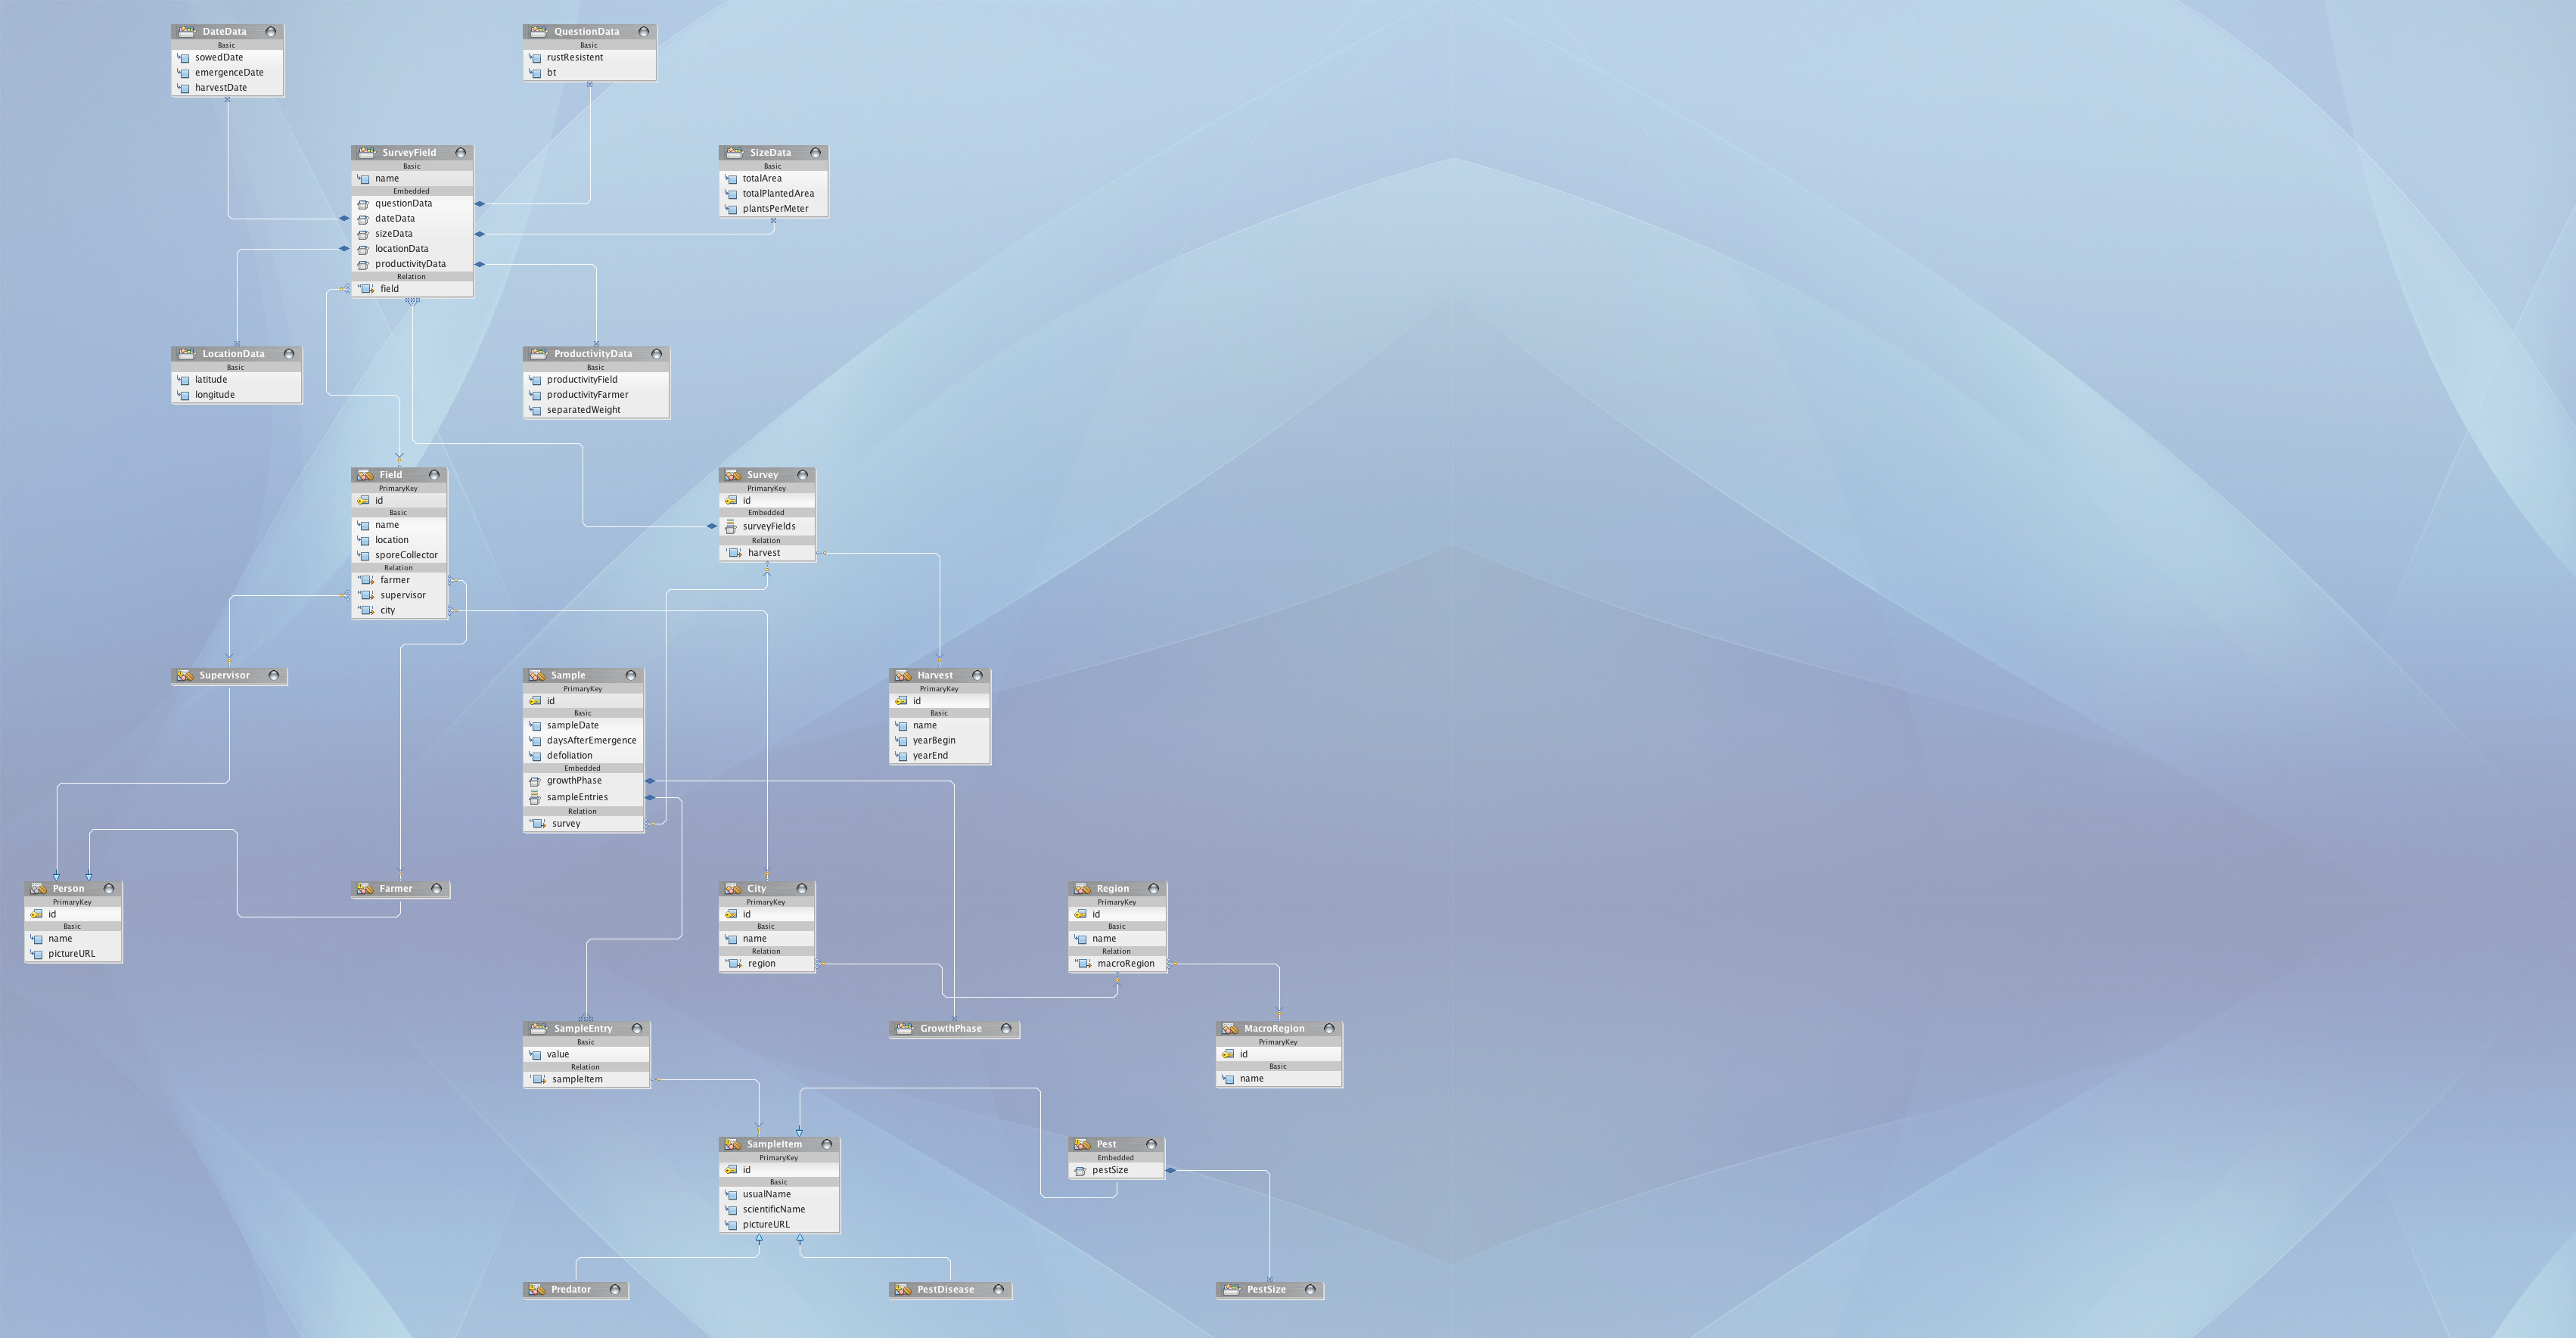 DateData
Basic
sowedDate
emergenceDate
harvestDate
QuestionData
Basic
rustResistent
bt
SurveyField
Basic
name
Embedded
questionData
dateData
sizeData
locationData
productivityData
Relation
field
SizeData
Basic
totalArea
totalPlantedArea
plantsPerMeter
LocationData
Basic
latitude
longitude
ProductivityData
Basic
productivityField
productivityFarmer
separatedWeight
Field
PrimaryKey
id
Basic
name
location
sporeCollector
Relation
farmer
supervisor
city
Survey
PrimaryKey
id
Embedded
surveyFields
Relation
harvest
Supervisor
Sample
PrimaryKey
id
Basic
sampleDate
daysAfterEmergence
defoliation
Embedded
growthPhase
sampleEntries
Relation
survey
Harvest
PrimaryKey
id
Basic
name
yearBegin
yearEnd
Person
PrimaryKey
id
Basic
name
pictureURL
Farmer
City
PrimaryKey
id
Basic
name
Relation
region
Region
PrimaryKey
id
Basic
name
Relation
macroRegion
SampleEntry
Basic
value
Relation
sampleItem
GrowthPhase
MacroRegion
PrimaryKey
id
Basic
name
SampleItem
PrimaryKey
id
Basic
usualName
scientificName
pictureURL
Pest
Embedded
pestSize
Predator
PestDisease
PestSize